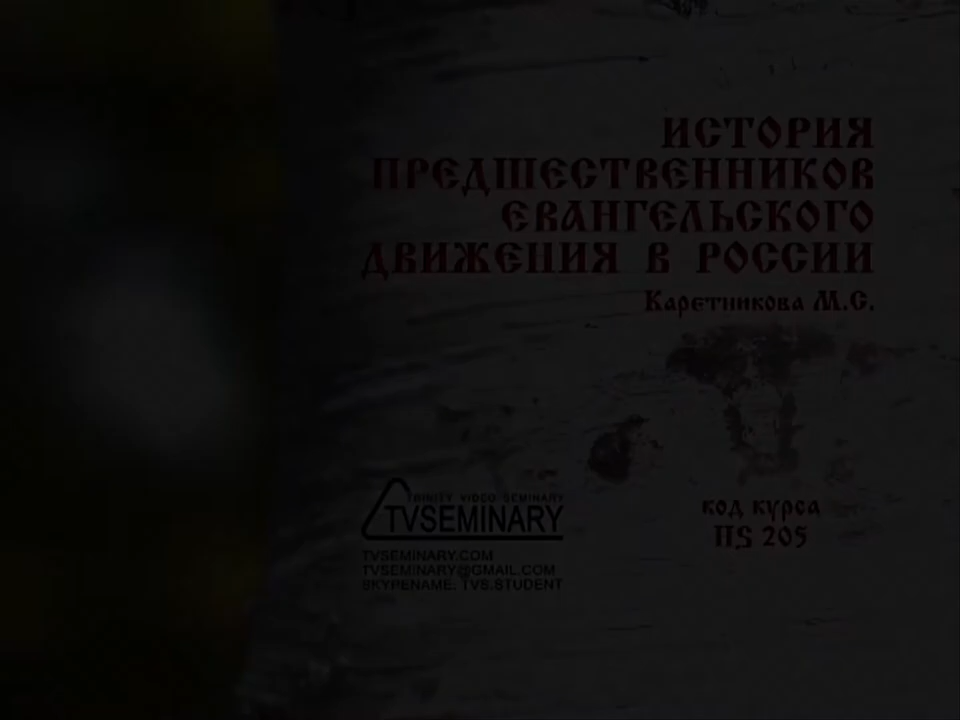 ИСТОРИЯ
ПРЕДШЕСТВЕННИКОВ
ЕВАНГЕЛЬСКОГО
ДВИЖЕНИЯ В РОССИИ
Каретникова М.С.
TRINITY VIDEO SEMINARY
TVSEMINARY
TVSEMINARY.COM
TVSEMINARY@GMAIL.COM
SKYPENAME: TVS.STUDENT
код курса
HS 205